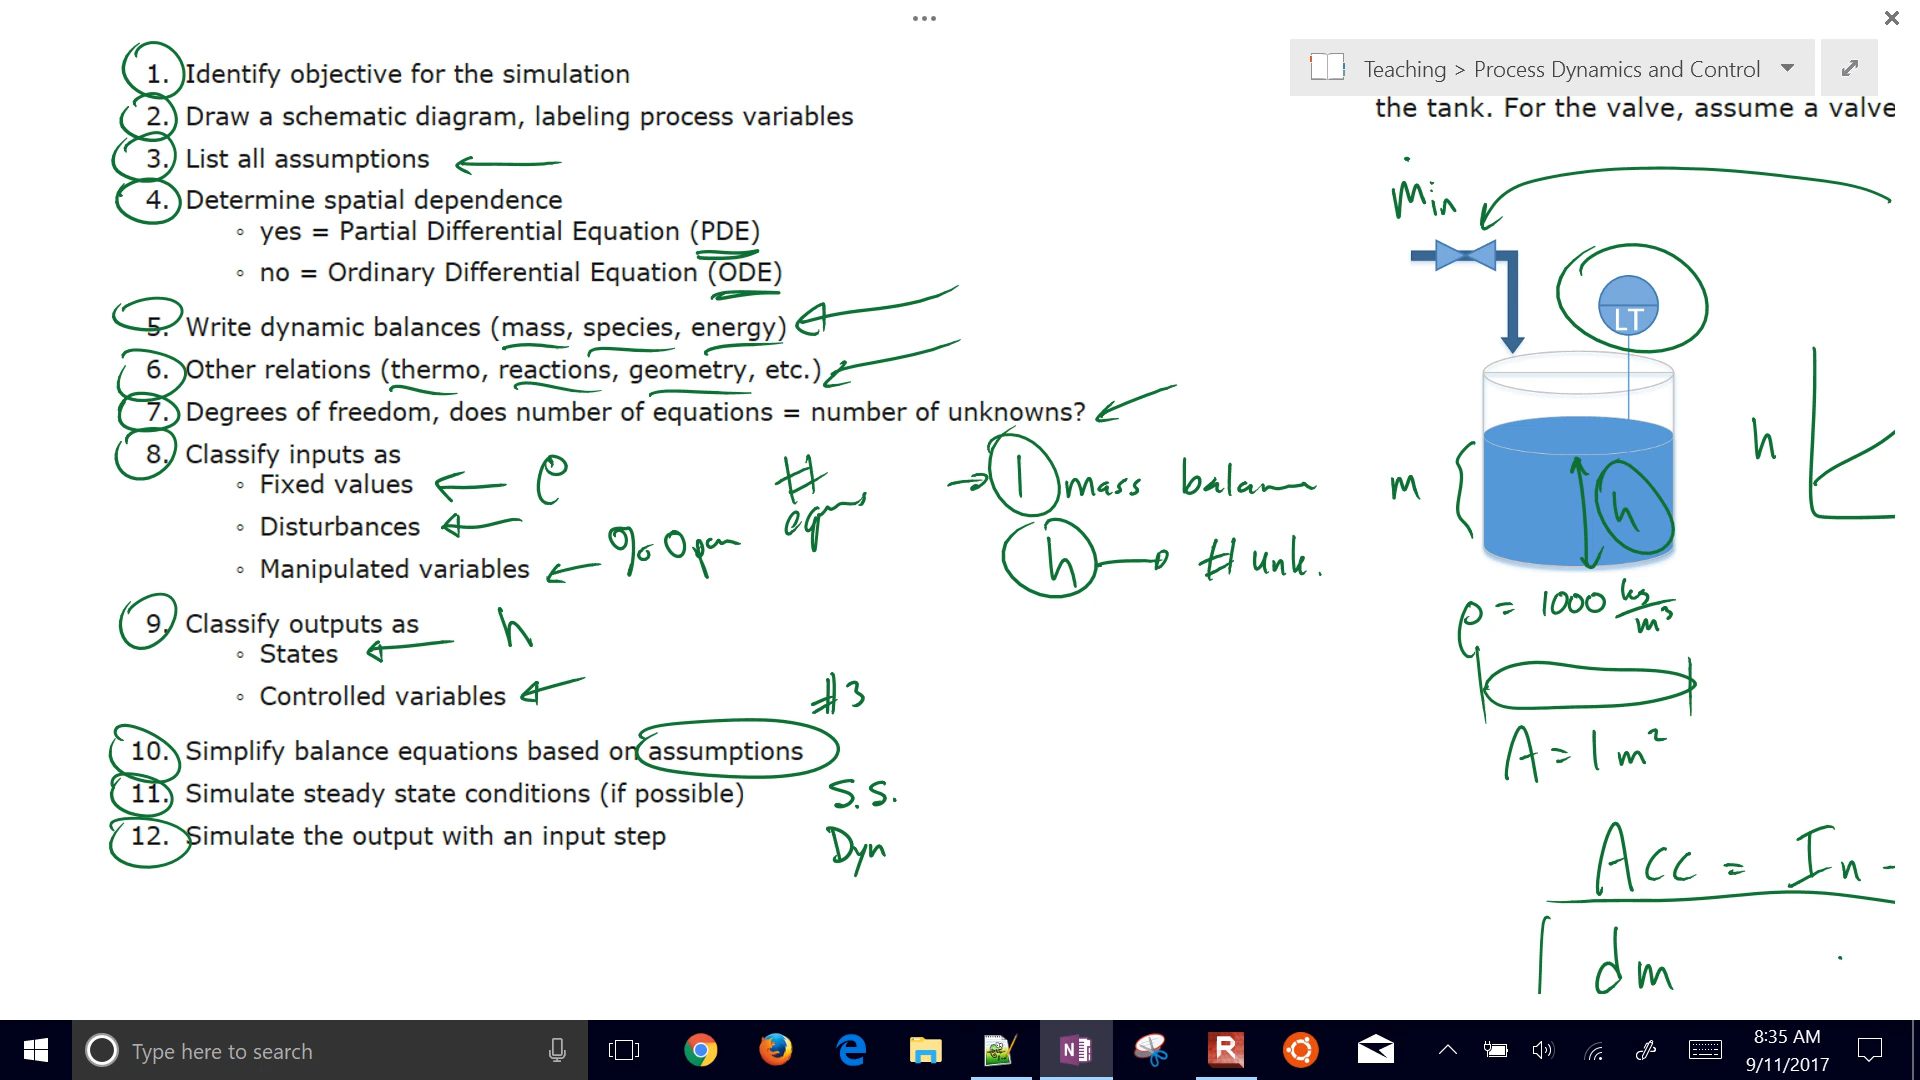 Teaching > Process Dynamics and Control
1. Identify objective for the simulation
2. Draw a schematic diagram, labeling process variables
3. List all assumptions
4. Determine spatial dependence
◦ yes = Partial Differential Equation (PDE)
◦ no = Ordinary Differential Equation (ODE)
5. Write dynamic balances (mass, species, energy)
6. Other relations (thermo, reactions, geometry, etc.)
7. Degrees of freedom, does number of equations = number of unknowns?
8. Classify inputs as
◦ Fixed values ρ
◦ Disturbances
◦ Manipulated variables % Open
# eqns
→ 1 mass balance
h → # unk.
9. Classify outputs as h
◦ States
◦ Controlled variables
#3
10. Simplify balance equations based on assumptions
11. Simulate steady state conditions (if possible) S.S.
12. Simulate the output with an input step Dyn
the tank. For the valve, assume a valve
ṁin
LT
h
m
h
ρ = 1000 kg/m³
A = 1 m²
Acc = In -
dm
Type here to search
8:35 AM
9/11/2017